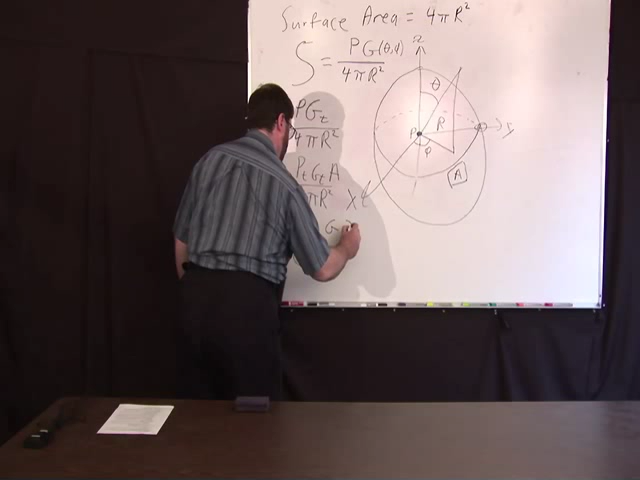 Surface Area = 4πR²
S = PG(θ,φ) / 4πR²
PGt / 4πR²
PtGtA / πR²
G
Ω
θ
R
P
φ
y
X
A